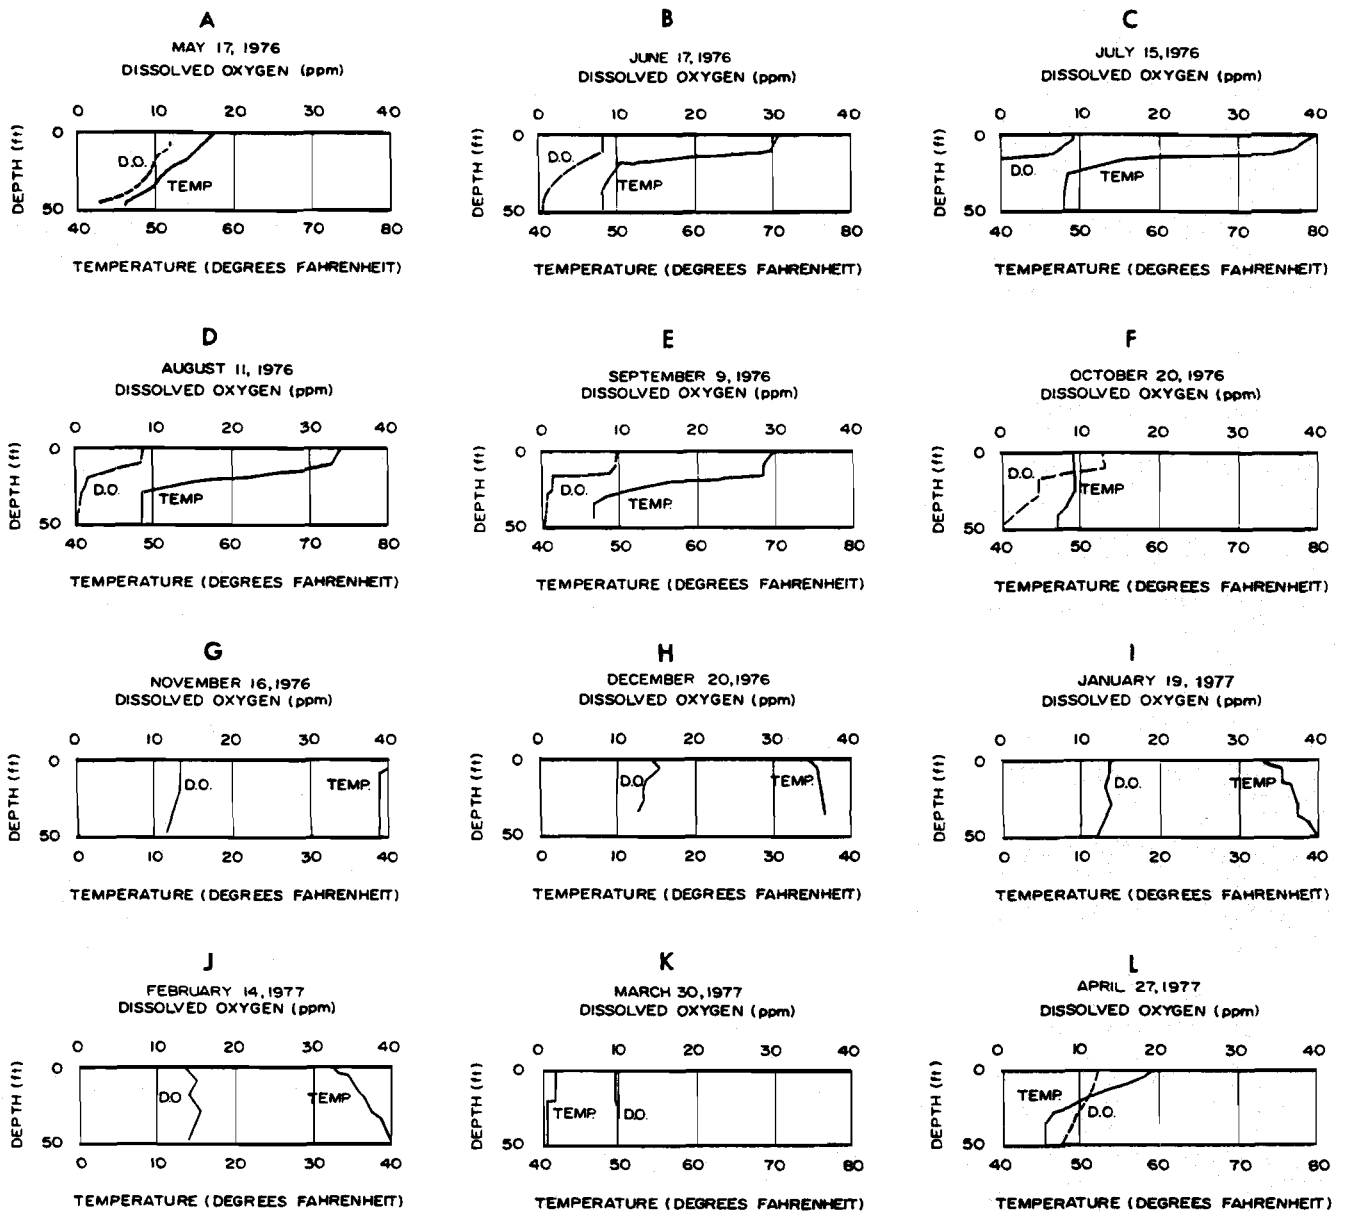 A
MAY 17, 1976
DISSOLVED OXYGEN (ppm)
0 10 20 30 40
DEPTH (ft)
0
50
D.O.
TEMP
40 50 60 70 80
TEMPERATURE (DEGREES FAHRENHEIT)
B
JUNE 17, 1976
DISSOLVED OXYGEN (ppm)
0 10 20 30 40
DEPTH (ft)
0
50
D.O.
TEMP
40 50 60 70 80
TEMPERATURE (DEGREES FAHRENHEIT)
C
JULY 15, 1976
DISSOLVED OXYGEN (ppm)
0 10 20 30 40
DEPTH (ft)
0
50
D.O.
TEMP
40 50 60 70 80
TEMPERATURE (DEGREES FAHRENHEIT)
D
AUGUST 11, 1976
DISSOLVED OXYGEN (ppm)
0 10 20 30 40
DEPTH (ft)
0
50
D.O.
TEMP
40 50 60 70 80
TEMPERATURE (DEGREES FAHRENHEIT)
E
SEPTEMBER 9, 1976
DISSOLVED OXYGEN (ppm)
0 10 20 30 40
DEPTH (ft)
0
50
D.O.
TEMP.
40 50 60 70 80
TEMPERATURE (DEGREES FAHRENHEIT)
F
OCTOBER 20, 1976
DISSOLVED OXYGEN (ppm)
0 10 20 30 40
DEPTH (ft)
0
50
D.O.
TEMP
40 50 60 70 80
TEMPERATURE (DEGREES FAHRENHEIT)
G
NOVEMBER 16, 1976
DISSOLVED OXYGEN (ppm)
0 10 20 30 40
DEPTH (ft)
0
50
D.O.
TEMP.
0 10 20 30 40
TEMPERATURE (DEGREES FAHRENHEIT)
H
DECEMBER 20, 1976
DISSOLVED OXYGEN (ppm)
0 10 20 30 40
DEPTH (ft)
0
50
D.O.
TEMP.
0 10 20 30 40
TEMPERATURE (DEGREES FAHRENHEIT)
I
JANUARY 19, 1977
DISSOLVED OXYGEN (ppm)
0 10 20 30 40
DEPTH (ft)
0
50
D.O.
TEMP
0 10 20 30 40
TEMPERATURE (DEGREES FAHRENHEIT)
J
FEBRUARY 14, 1977
DISSOLVED OXYGEN (ppm)
0 10 20 30 40
DEPTH (ft)
0
50
D.O
TEMP
0 10 20 30 40
TEMPERATURE (DEGREES FAHRENHEIT)
K
MARCH 30, 1977
DISSOLVED OXYGEN (ppm)
0 10 20 30 40
DEPTH (ft)
0
50
TEMP.
D.O.
40 50 60 70 80
TEMPERATURE (DEGREES FAHRENHEIT)
L
APRIL 27, 1977
DISSOLVED OXYGEN (ppm)
0 10 20 30 40
DEPTH (ft)
0
50
TEMP.
D.O.
40 50 60 70 80
TEMPERATURE (DEGREES FAHRENHEIT)